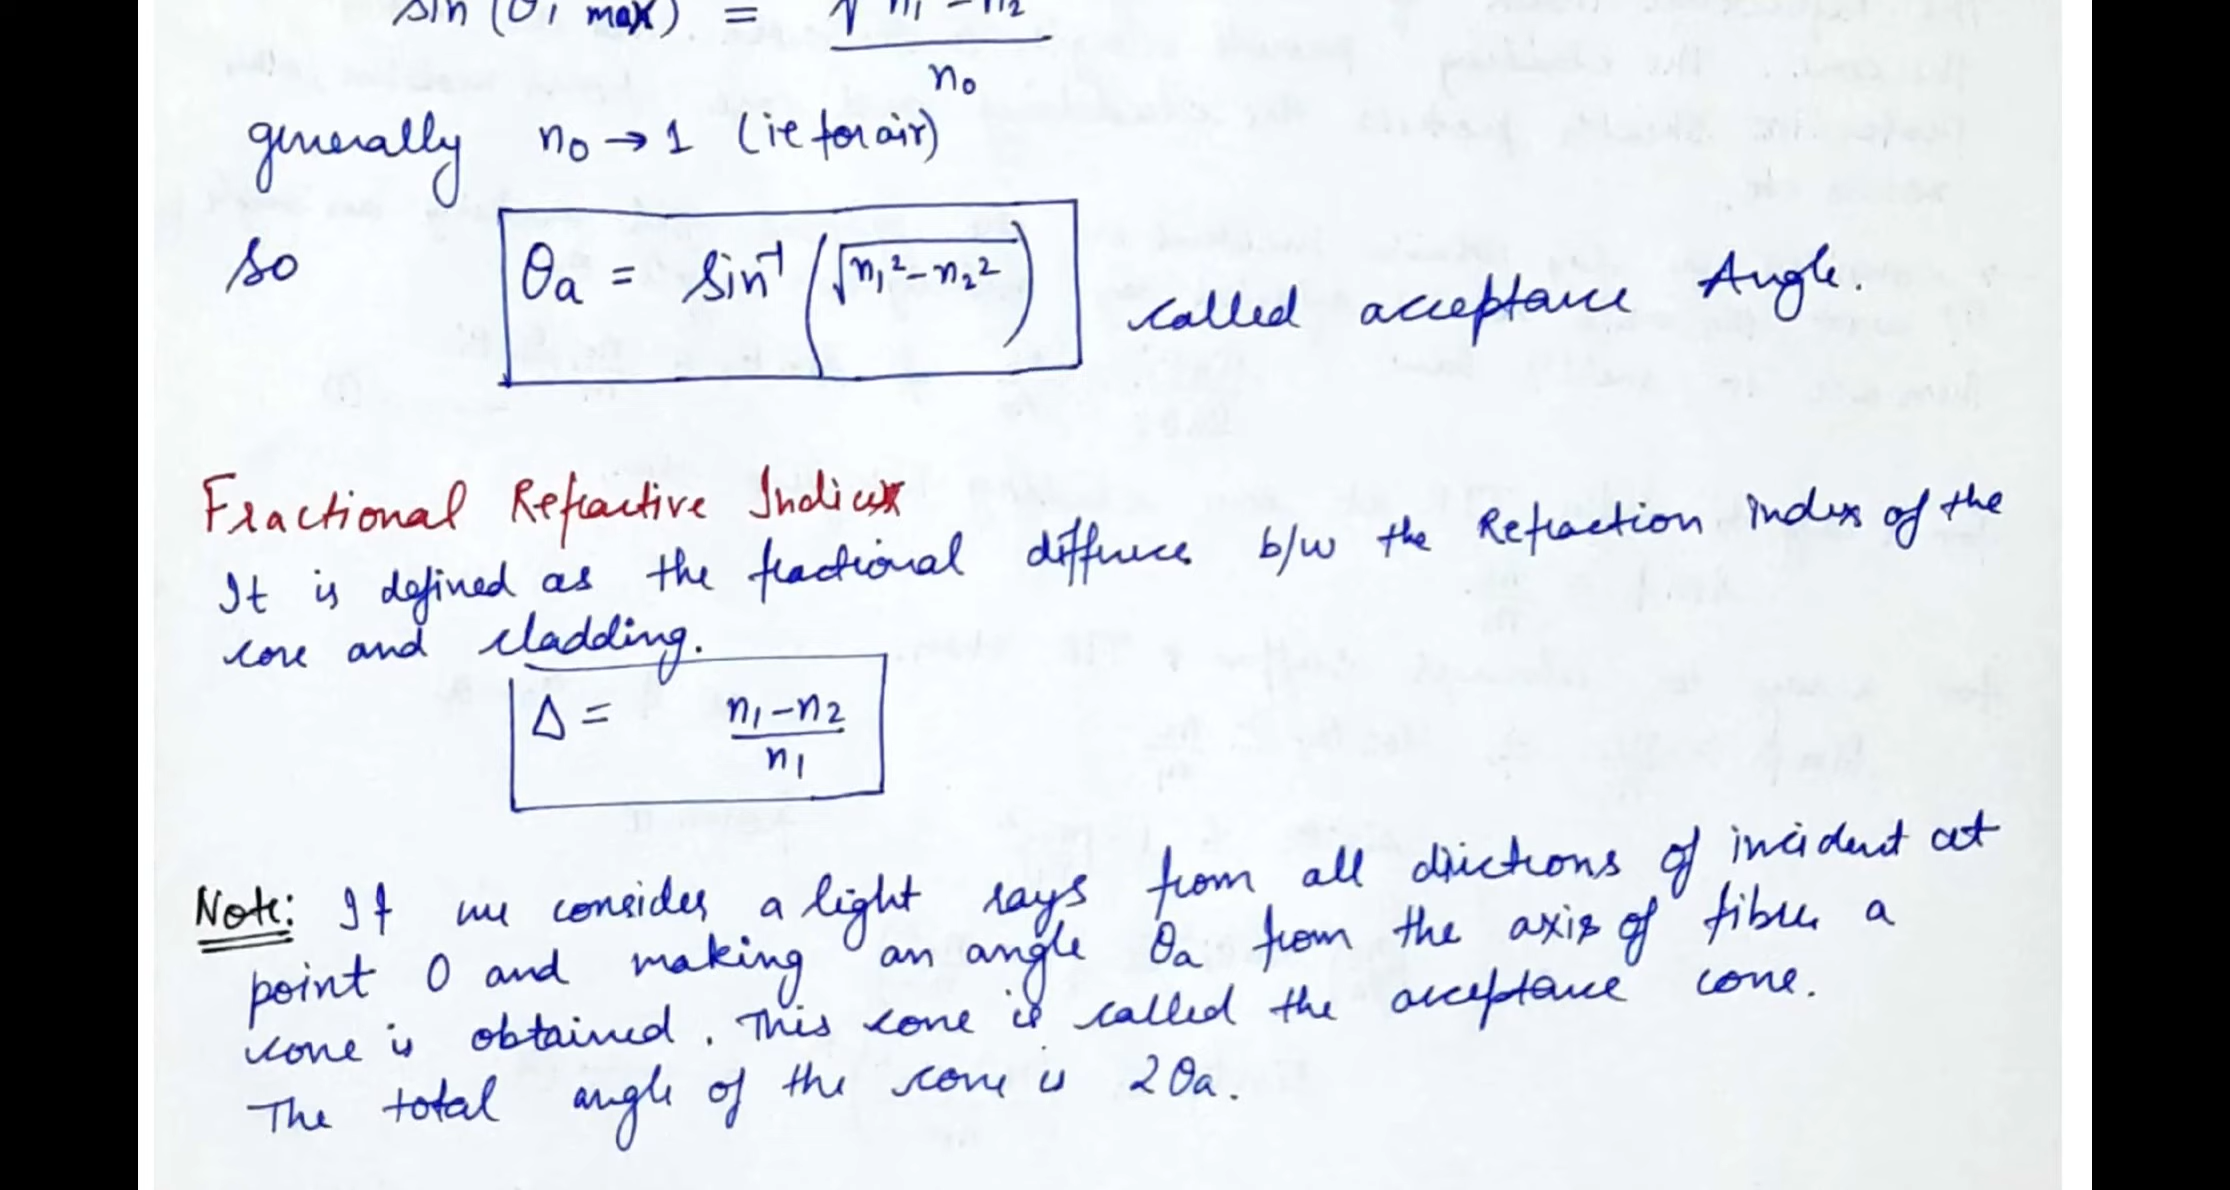 sin (θi max) = √n₁² - n₂² / n₀
generally n₀ → 1 (ie for air)
so θa = sin⁻¹ (√n₁² - n₂²) called acceptance Angle.
Fractional Refractive Indices
It is defined as the fractional diffrence b/w the Refraction index of the
core and cladding.
Δ = n₁ - n₂ / n₁
Note: If we consider a light rays from all dirictions of incident at
point O and making an angle θa from the axis of fibre a
cone is obtained. This cone is called the acceptance cone.
The total angle of the cone is 2θa.